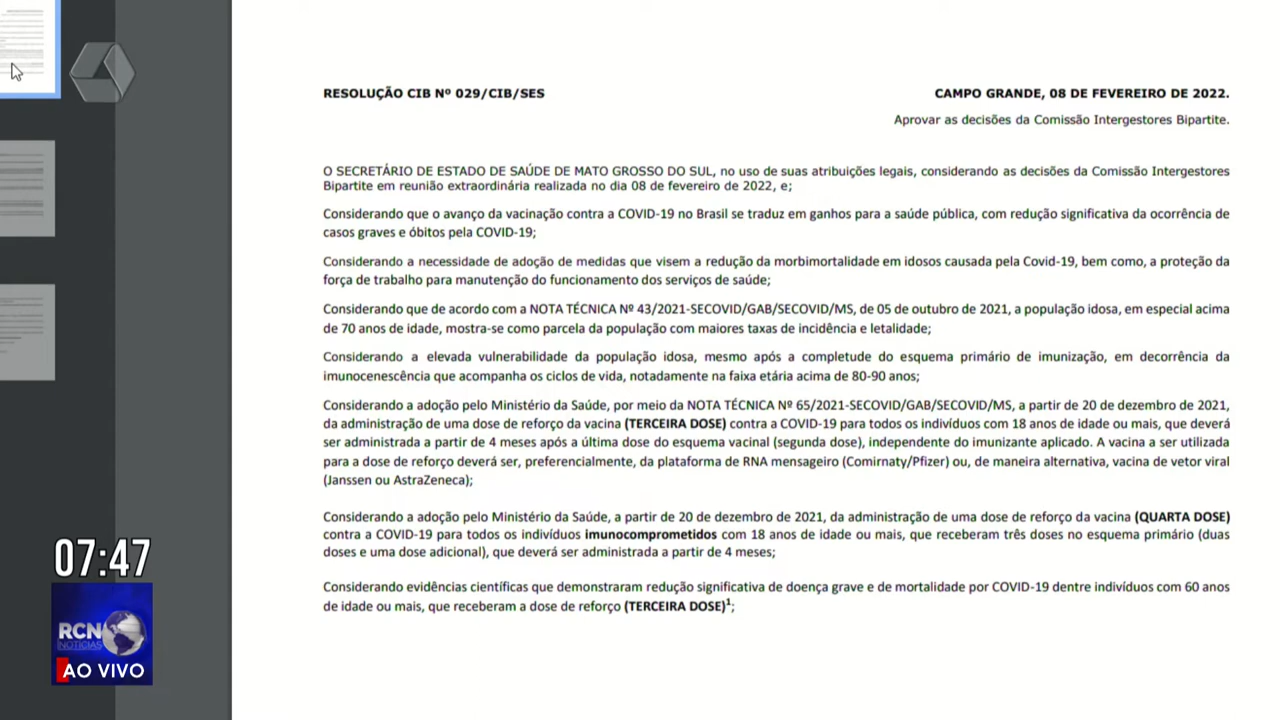 RESOLUÇÃO CIB Nº 029/CIB/SES
CAMPO GRANDE, 08 DE FEVEREIRO DE 2022.
Aprovar as decisões da Comissão Intergestores Bipartite.
O SECRETÁRIO DE ESTADO DE SAÚDE DE MATO GROSSO DO SUL, no uso de suas atribuições legais, considerando as decisões da Comissão Intergestores
Bipartite em reunião extraordinária realizada no dia 08 de fevereiro de 2022, e;
Considerando que o avanço da vacinação contra a COVID-19 no Brasil se traduz em ganhos para a saúde pública, com redução significativa da ocorrência de
casos graves e óbitos pela COVID-19;
Considerando a necessidade de adoção de medidas que visem a redução da morbimortalidade em idosos causada pela Covid-19, bem como, a proteção da
força de trabalho para manutenção do funcionamento dos serviços de saúde;
Considerando que de acordo com a NOTA TÉCNICA Nº 43/2021-SECOVID/GAB/SECOVID/MS, de 05 de outubro de 2021, a população idosa, em especial acima
de 70 anos de idade, mostra-se como parcela da população com maiores taxas de incidência e letalidade;
Considerando a elevada vulnerabilidade da população idosa, mesmo após a completude do esquema primário de imunização, em decorrência da
imunocenescência que acompanha os ciclos de vida, notadamente na faixa etária acima de 80-90 anos;
Considerando a adoção pelo Ministério da Saúde, por meio da NOTA TÉCNICA Nº 65/2021-SECOVID/GAB/SECOVID/MS, a partir de 20 de dezembro de 2021,
da administração de uma dose de reforço da vacina (TERCEIRA DOSE) contra a COVID-19 para todos os indivíduos com 18 anos de idade ou mais, que deverá
ser administrada a partir de 4 meses após a última dose do esquema vacinal (segunda dose), independente do imunizante aplicado. A vacina a ser utilizada
para a dose de reforço deverá ser, preferencialmente, da plataforma de RNA mensageiro (Comirnaty/Pfizer) ou, de maneira alternativa, vacina de vetor viral
(Janssen ou AstraZeneca);
Considerando a adoção pelo Ministério da Saúde, a partir de 20 de dezembro de 2021, da administração de uma dose de reforço da vacina (QUARTA DOSE)
contra a COVID-19 para todos os indivíduos imunocomprometidos com 18 anos de idade ou mais, que receberam três doses no esquema primário (duas
doses e uma dose adicional), que deverá ser administrada a partir de 4 meses;
Considerando evidências científicas que demonstraram redução significativa de doença grave e de mortalidade por COVID-19 dentre indivíduos com 60 anos
de idade ou mais, que receberam a dose de reforço (TERCEIRA DOSE)¹;
07:47
RCN
NOTÍCIAS
AO VIVO